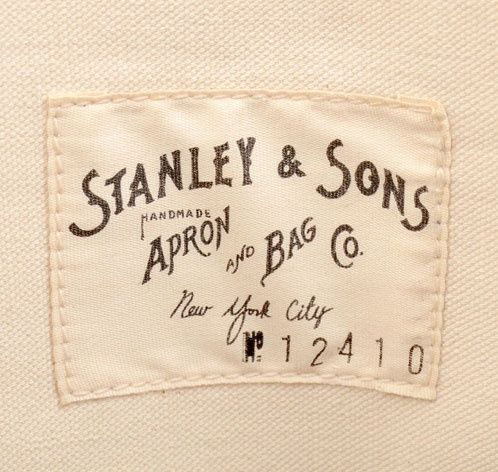 STANLEY & SONS
HANDMADE
APRON AND BAG CO.
New York City
No 12410